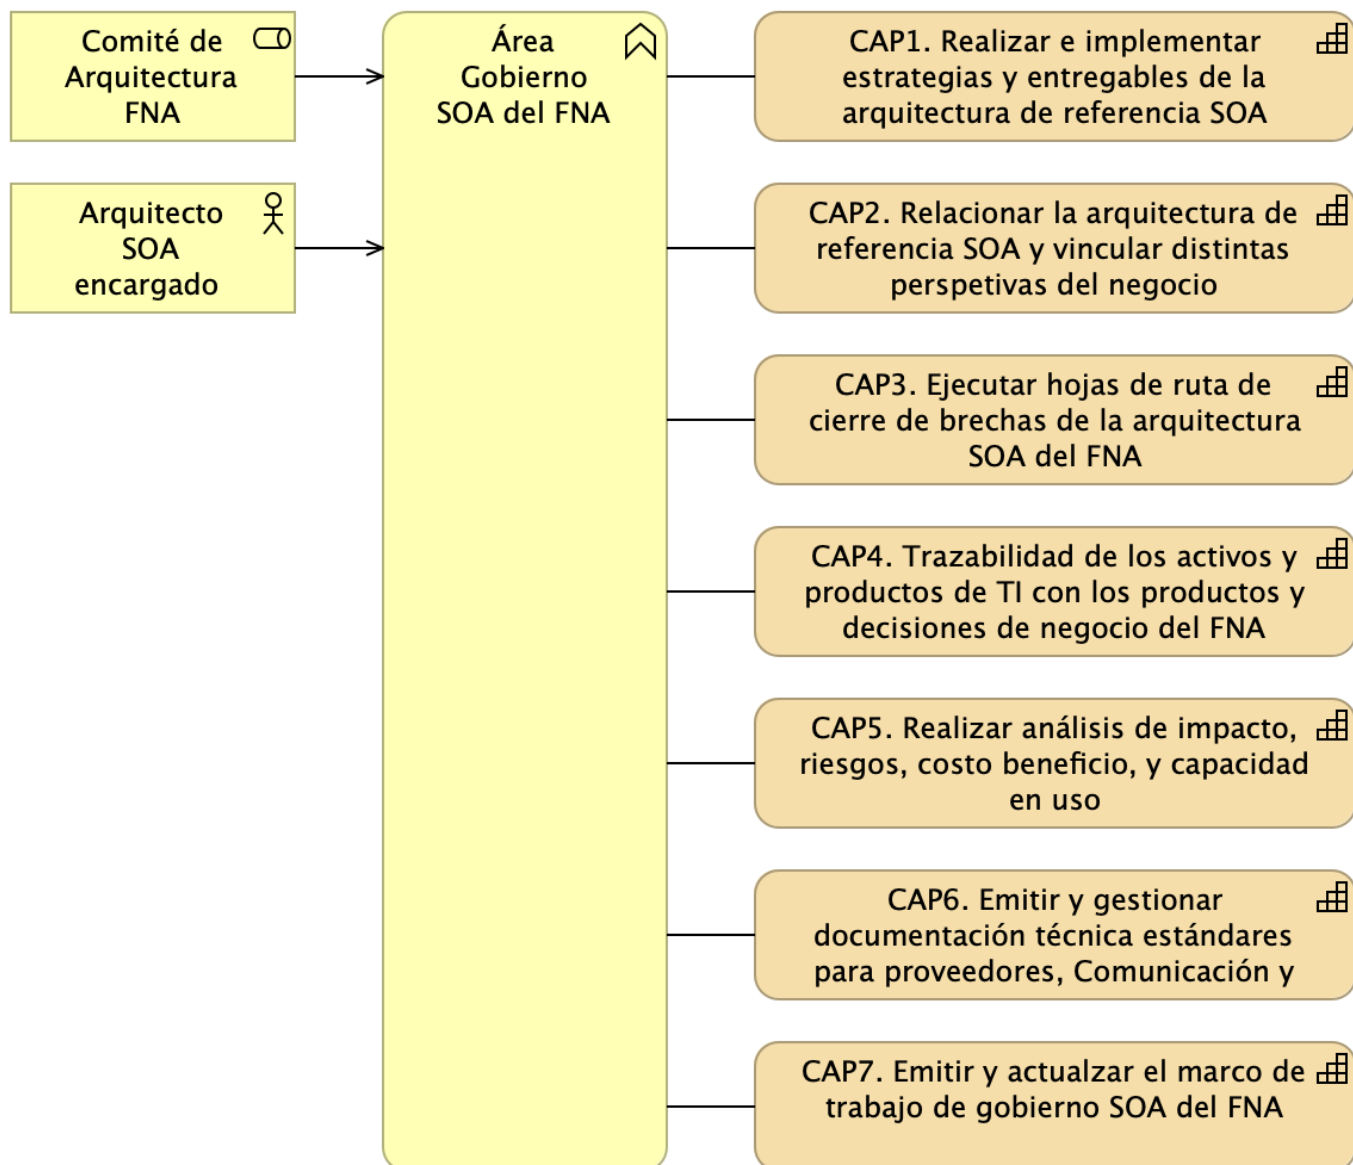 Comité de
Arquitectura
FNA
Arquitecto
SOA
encargado
Área
Gobierno
SOA del FNA
CAP1. Realizar e implementar
estrategias y entregables de la
arquitectura de referencia SOA
CAP2. Relacionar la arquitectura de
referencia SOA y vincular distintas
perspetivas del negocio
CAP3. Ejecutar hojas de ruta de
cierre de brechas de la arquitectura
SOA del FNA
CAP4. Trazabilidad de los activos y
productos de TI con los productos y
decisiones de negocio del FNA
CAP5. Realizar análisis de impacto,
riesgos, costo beneficio, y capacidad
en uso
CAP6. Emitir y gestionar
documentación técnica estándares
para proveedores, Comunicación y
CAP7. Emitir y actualzar el marco de
trabajo de gobierno SOA del FNA